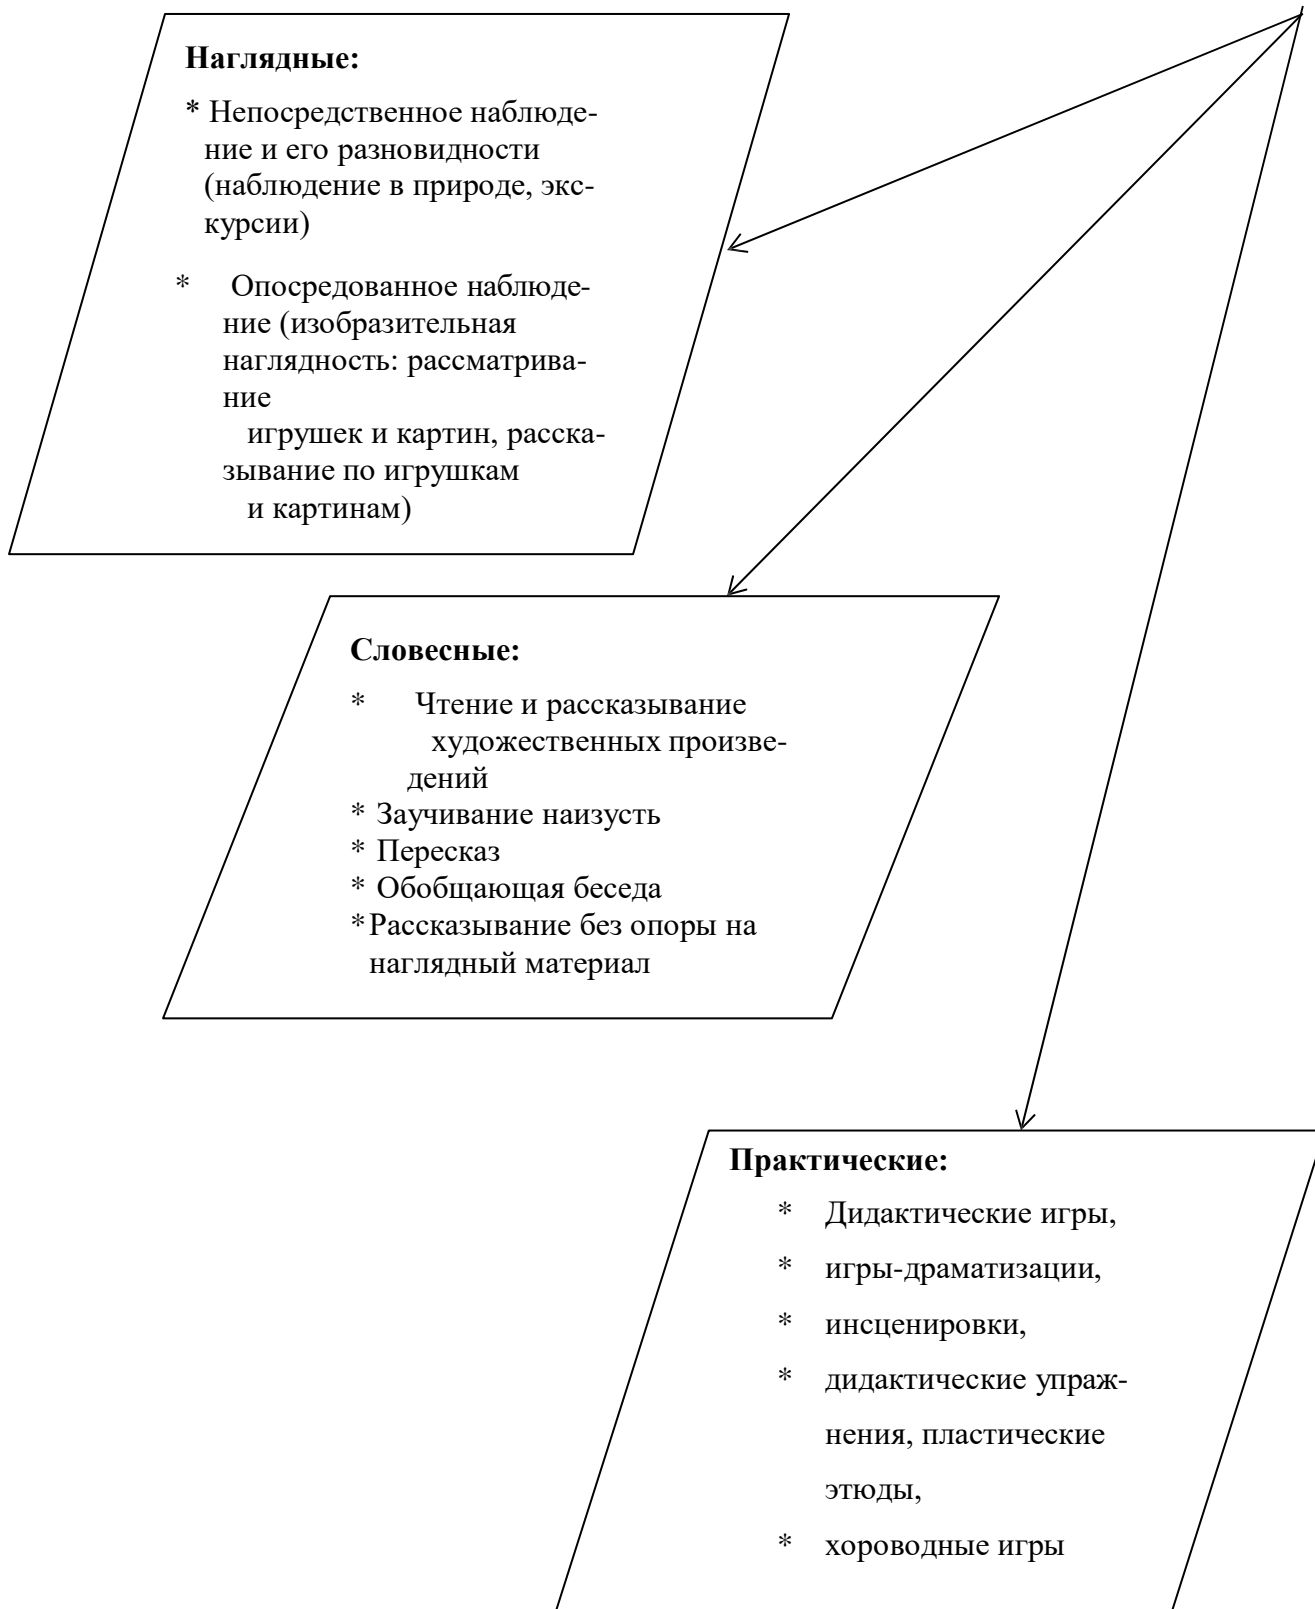 Наглядные:
* Непосредственное наблюде-
ние и его разновидности
(наблюдение в природе, экс-
курсии)
* Опосредованное наблюде-
ние (изобразительная
наглядность: рассматрива-
ние
игрушек и картин, расска-
зывание по игрушкам
и картинам)
Словесные:
* Чтение и рассказывание
художественных произве-
дений
* Заучивание наизусть
* Пересказ
* Обобщающая беседа
* Рассказывание без опоры на
наглядный материал
Практические:
* Дидактические игры,
* игры-драматизации,
* инсценировки,
* дидактические упраж-
нения, пластические
этюды,
* хороводные игры